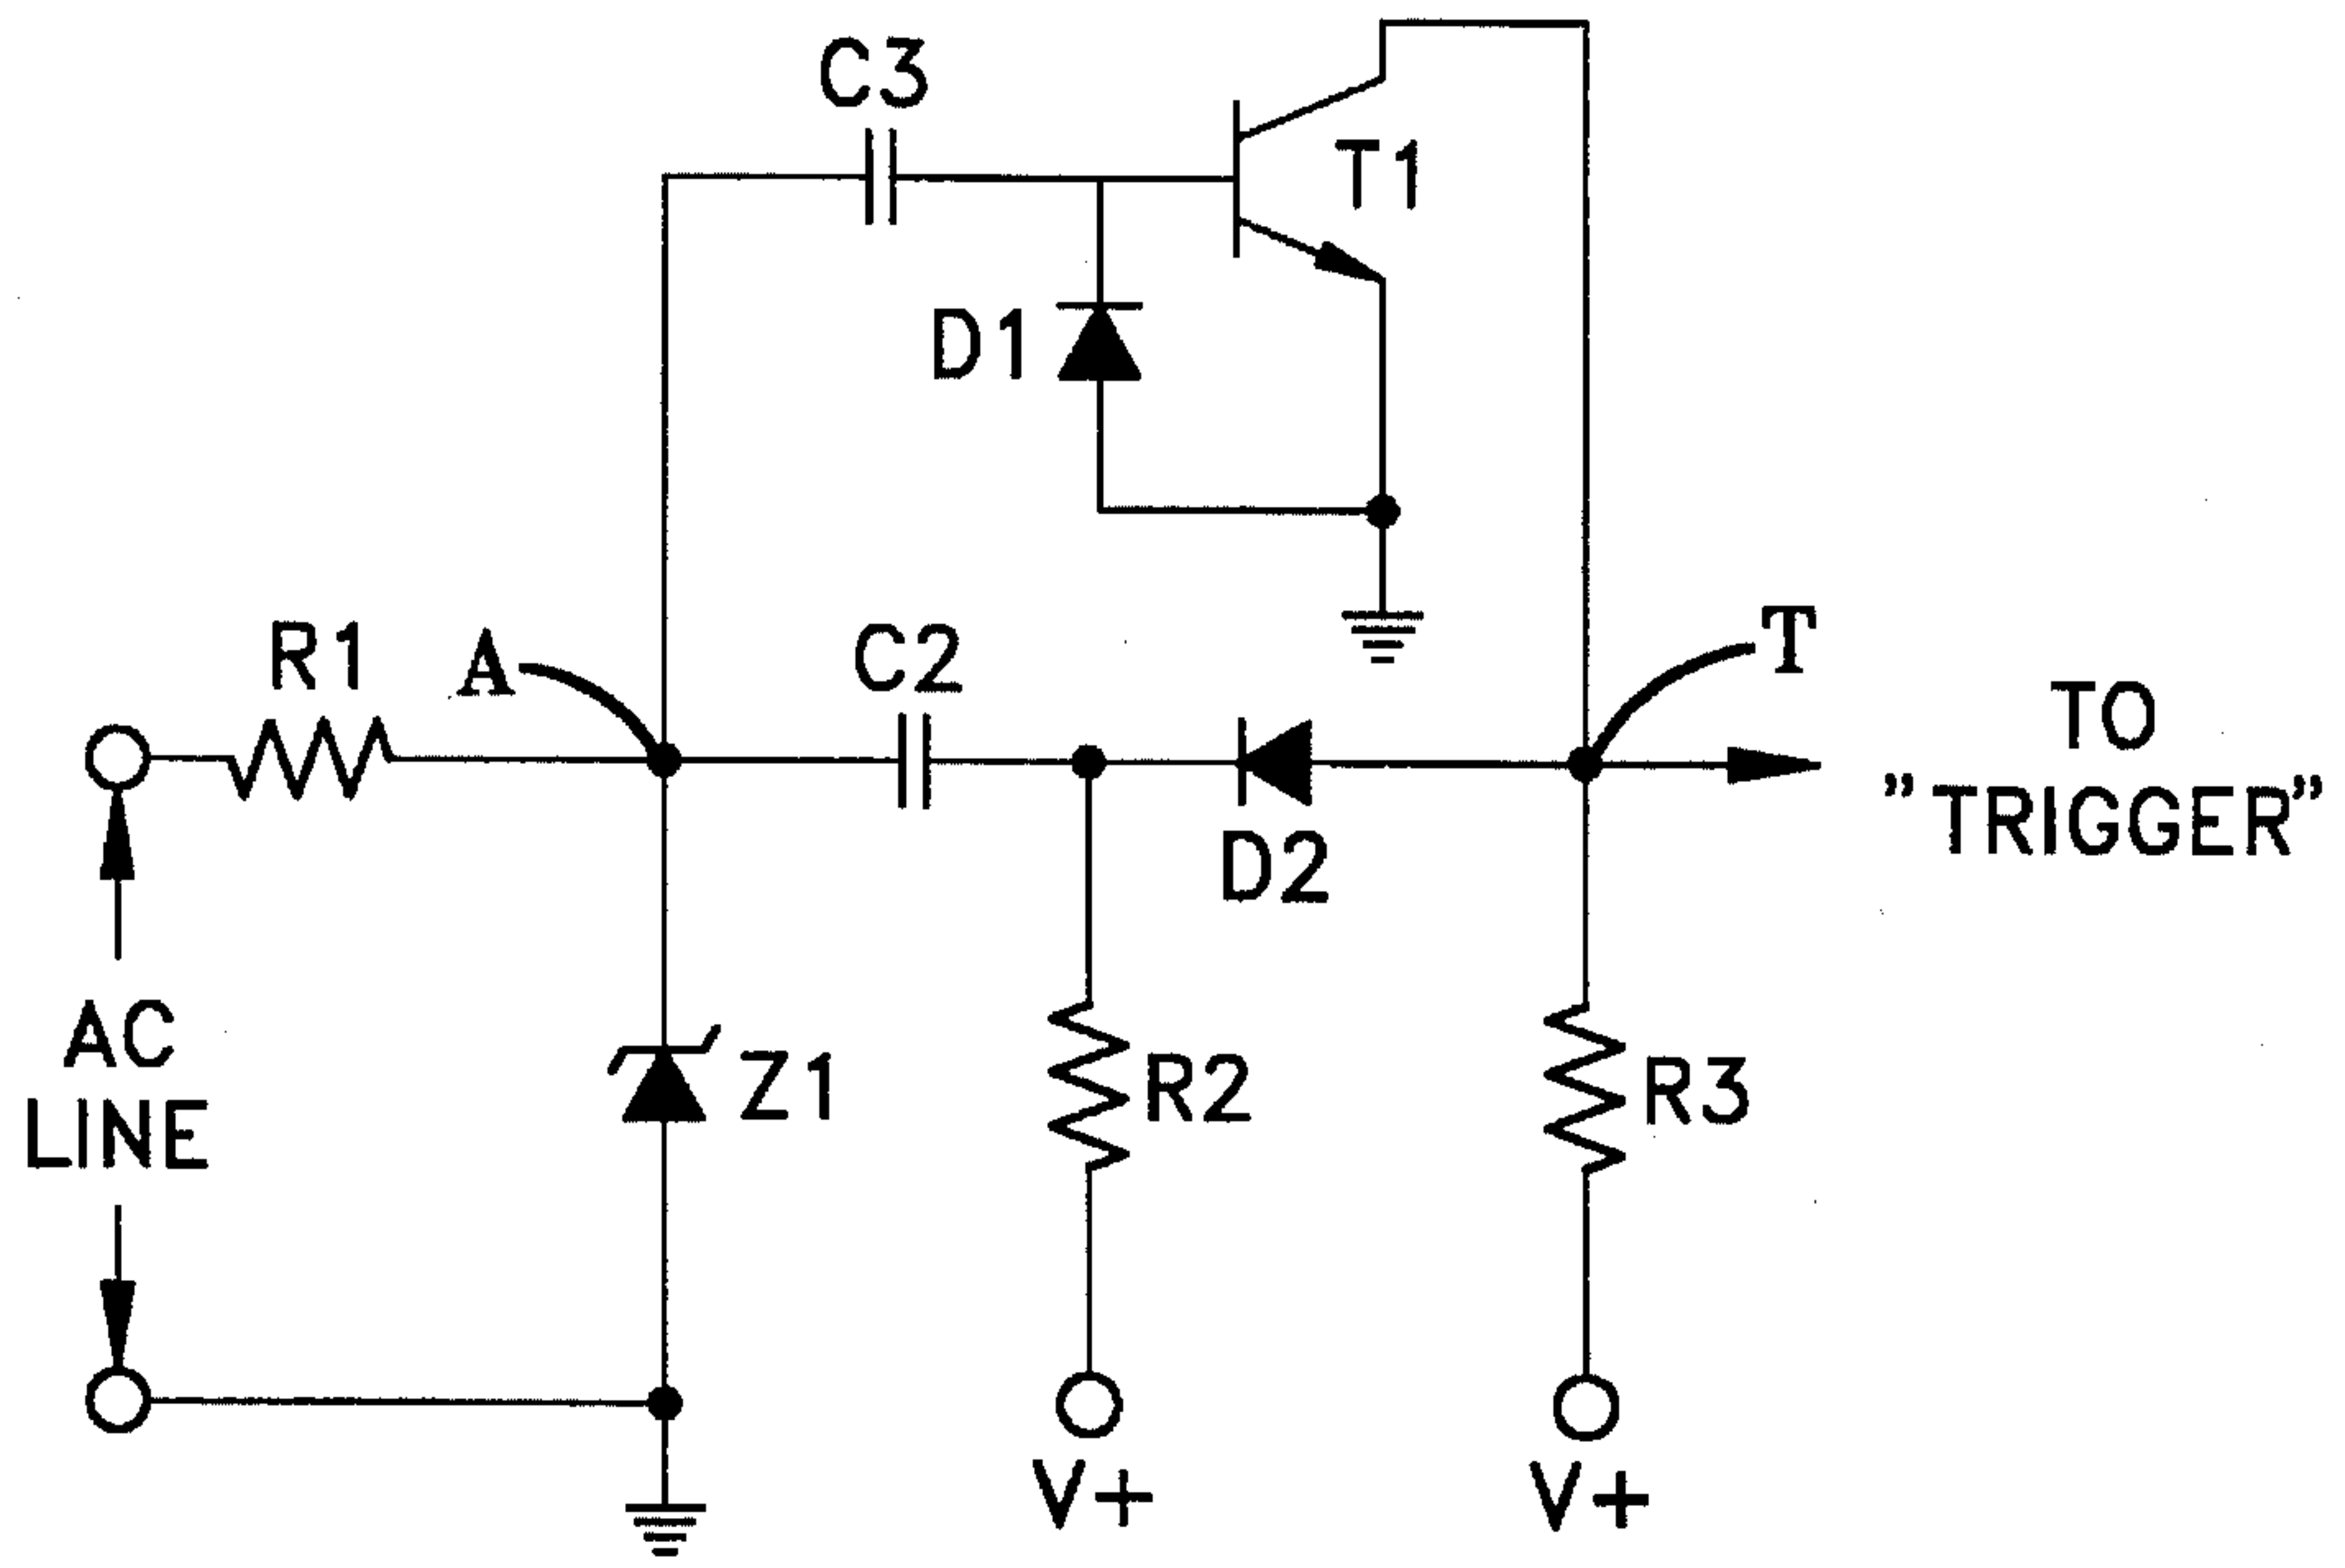 C3
T1
D1
R1
A
C2
T
TO
"TRIGGER"
D2
AC
LINE
Z1
R2
R3
V+
V+